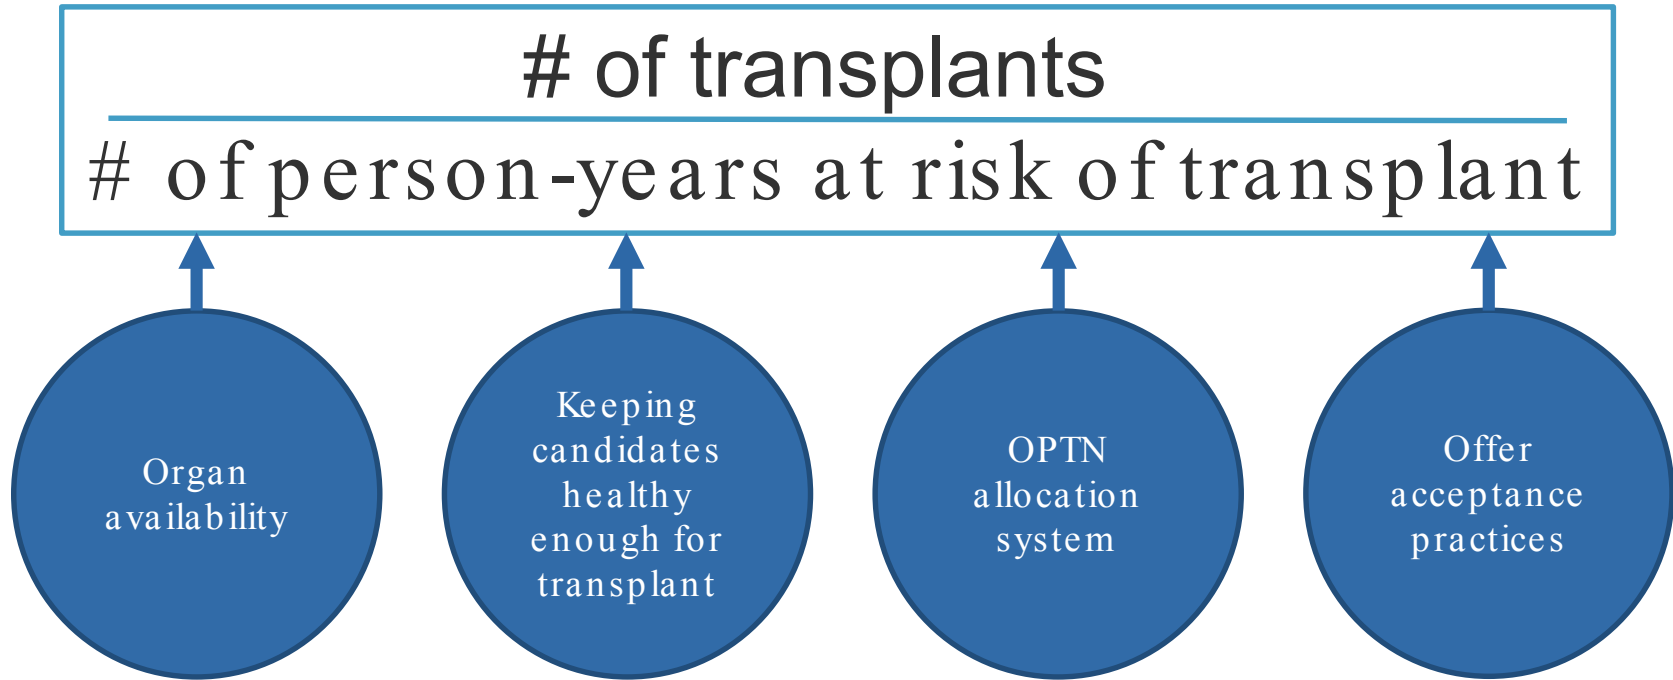 # of transplants
# of person-years at risk of transplant
Organ
availability
Keeping
candidates
healthy
enough for
transplant
OPTN
allocation
system
Offer
acceptance
practices